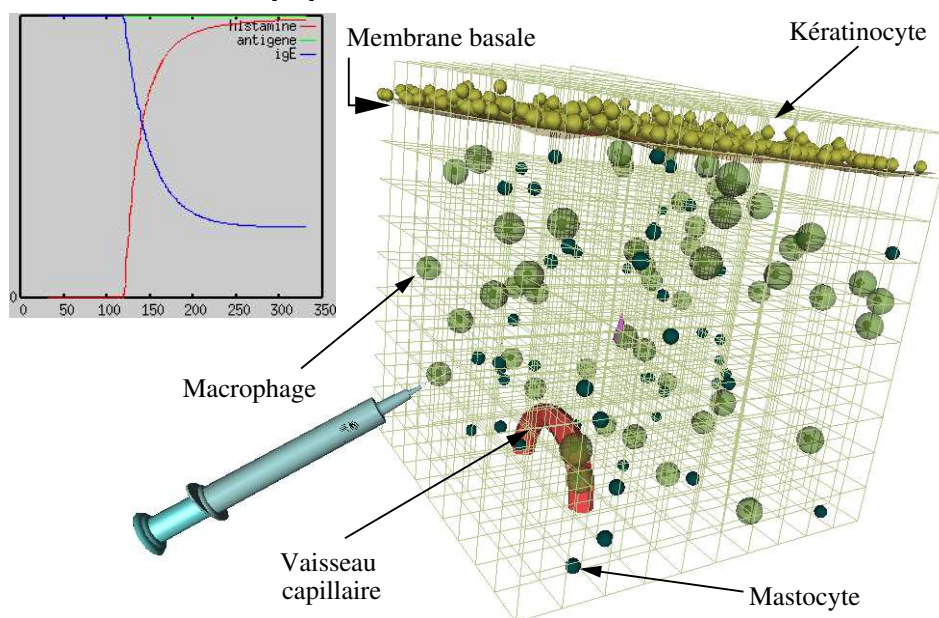 histamine
antigene
igE
0
0 50 100 150 200 250 300 350
Membrane basale
Kératinocyte
Macrophage
Vaisseau
capillaire
Mastocyte